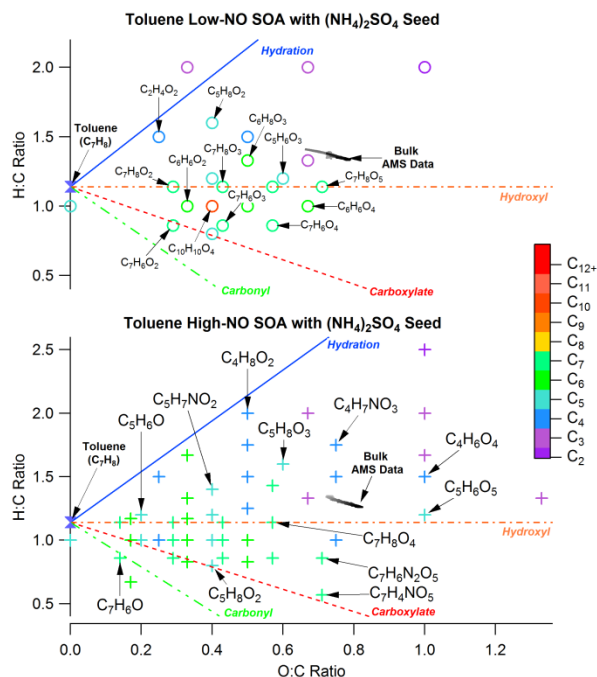 Toluene Low-NO SOA with (NH₄)₂SO₄ Seed
Hydration
2.0
C₂H₄O₂
C₅H₈O₂
Toluene
(C₇H₈)
C₆H₈O₃
C₅H₆O₃
1.5
C₇H₈O₃
C₆H₆O₂
C₇H₈O₂
Bulk
AMS Data
C₇H₈O₅
H:C Ratio
Hydroxyl
1.0
C₇H₆O₃
C₆H₆O₄
C₇H₆O₄
C₁₀H₁₀O₄
C₇H₆O₂
0.5
Carbonyl
Carboxylate
C₁₂₊
C₁₁
C₁₀
C₉
C₈
C₇
C₆
C₅
C₄
C₃
C₂
Toluene High-NO SOA with (NH₄)₂SO₄ Seed
Hydration
2.5
C₄H₈O₂
C₅H₇NO₂
C₄H₇NO₃
2.0
C₅H₆O
C₅H₈O₃
Toluene
(C₇H₈)
Bulk
AMS Data
C₄H₆O₄
1.5
C₅H₆O₅
H:C Ratio
Hydroxyl
1.0
C₇H₈O₄
C₇H₆N₂O₅
C₇H₄NO₅
C₅H₈O₂
C₇H₆O
0.5
Carbonyl
Carboxylate
0.0
0.2
0.4
0.6
0.8
1.0
1.2
O:C Ratio